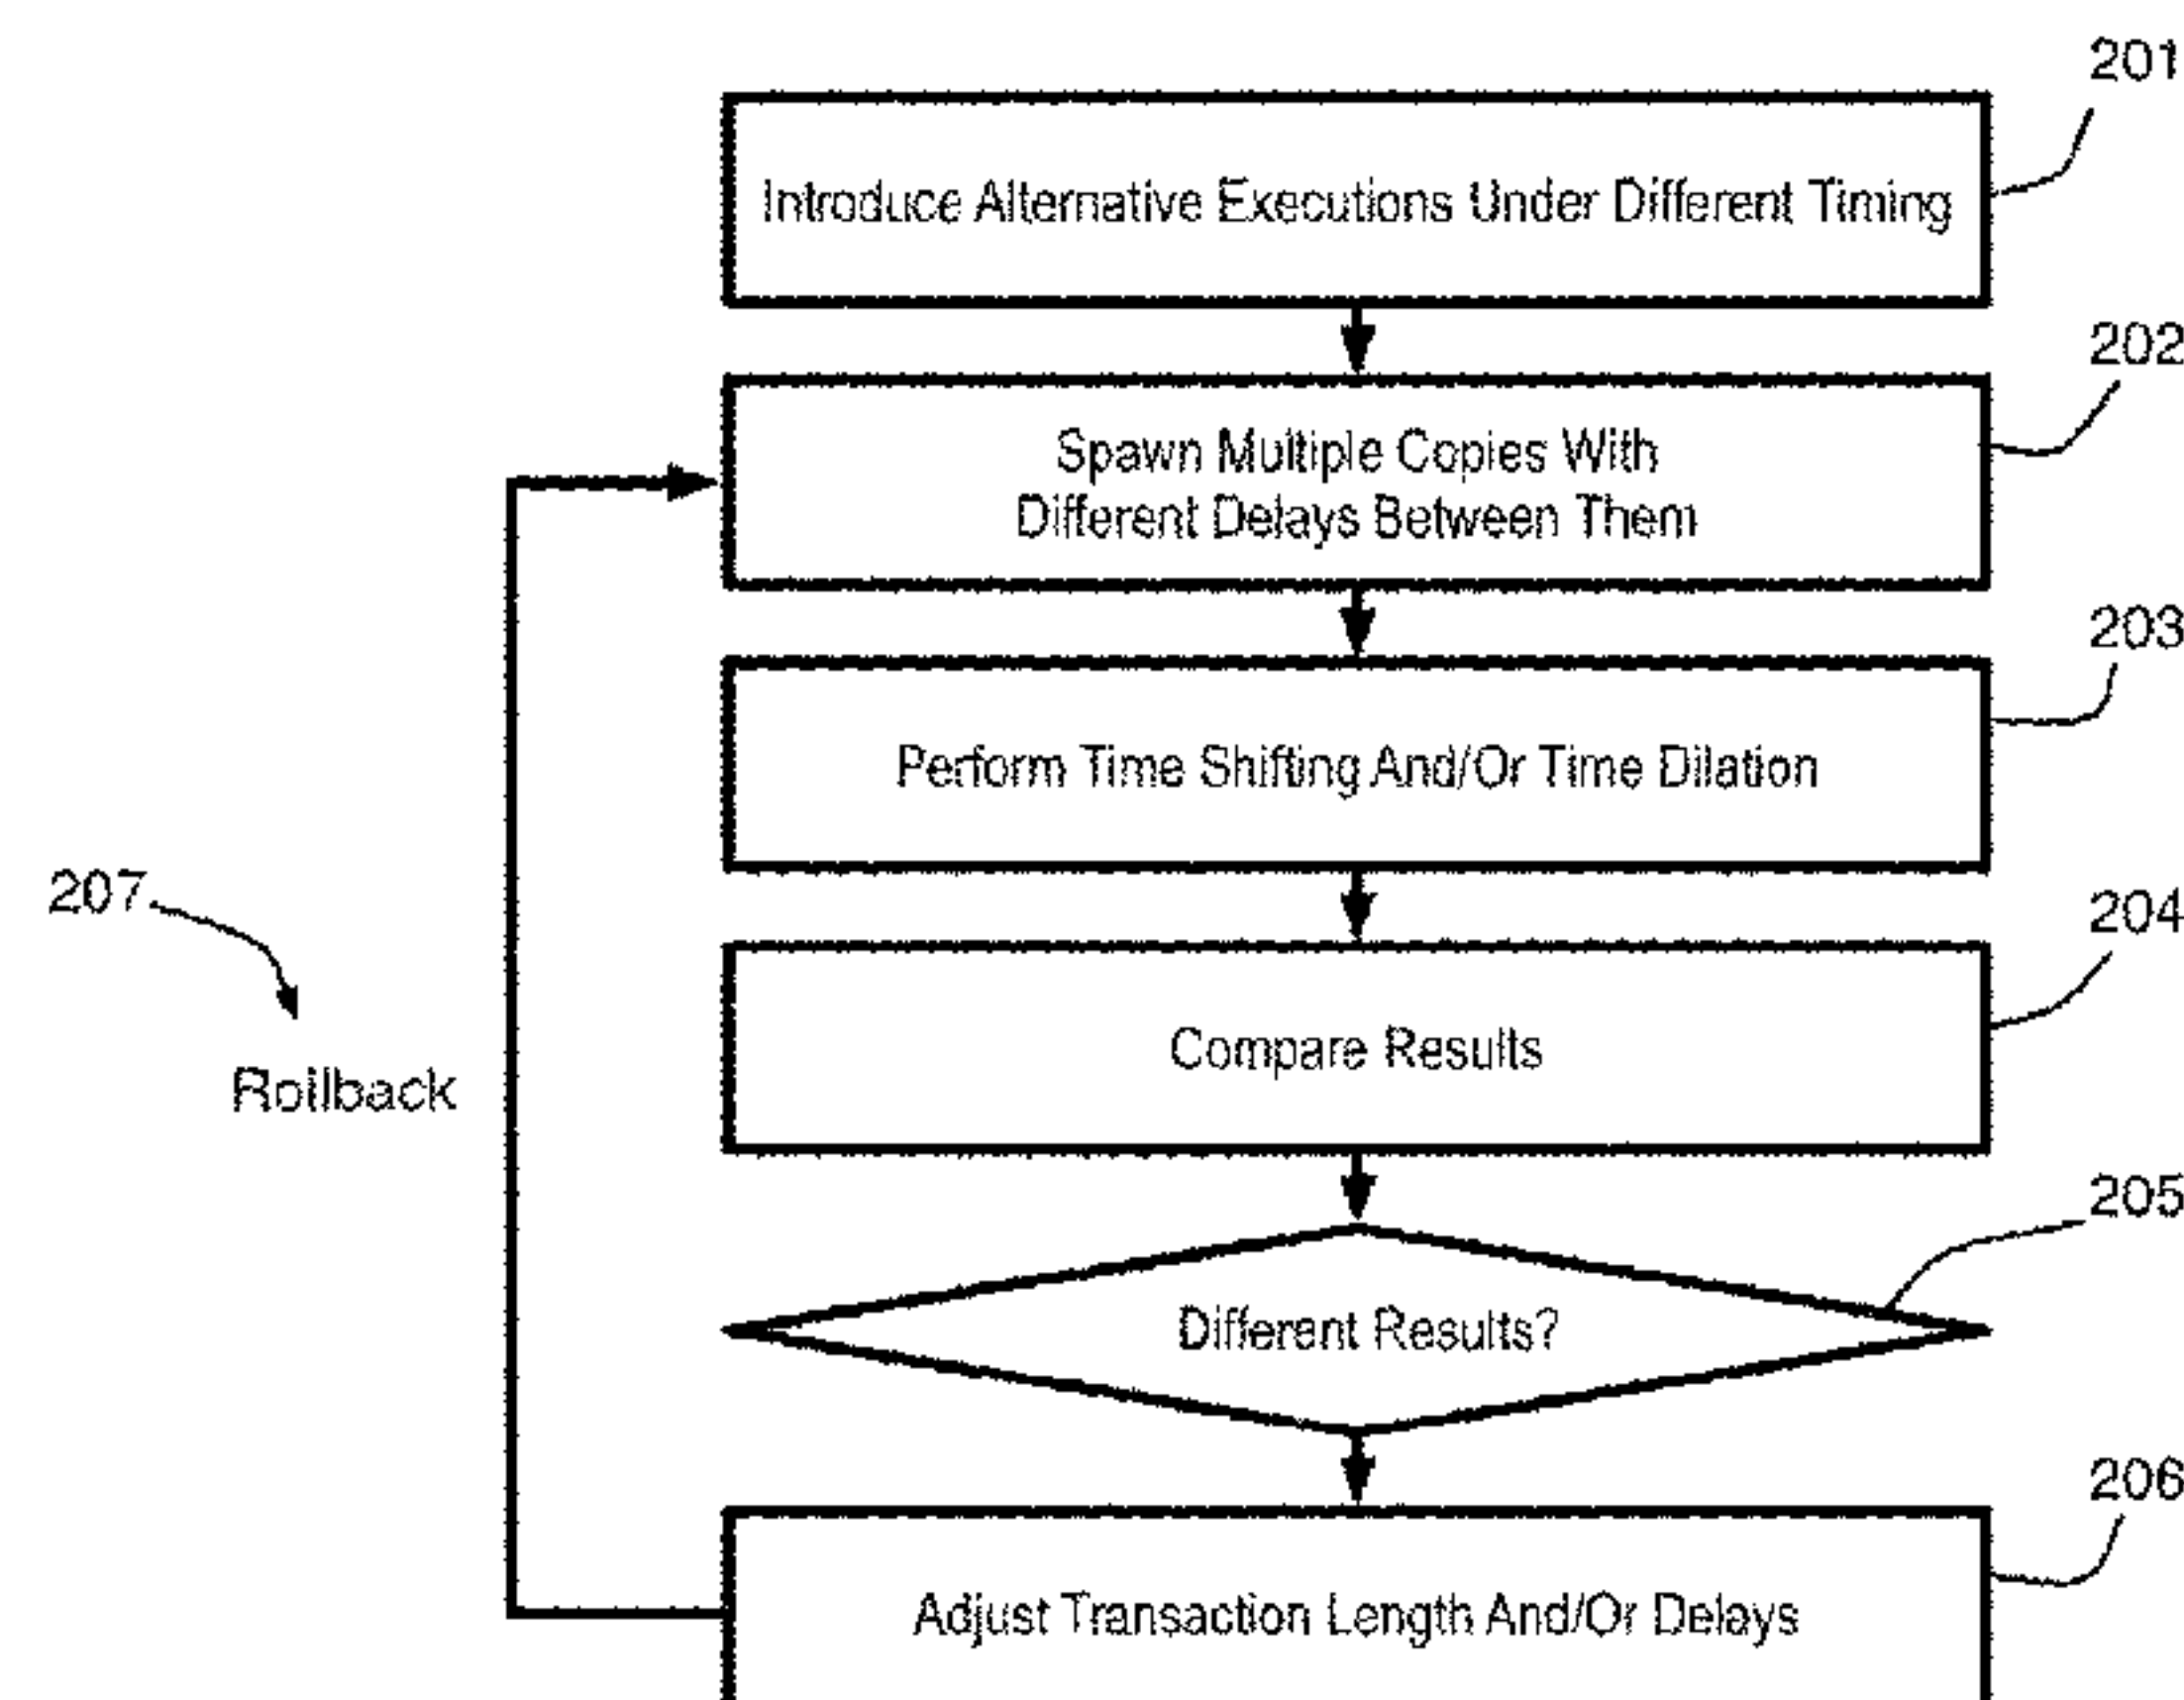 201
Introduce Alternative Executions Under Different Timing
202
Spawn Multiple Copies With
Different Delays Between Them
203
Perform Time Shifting And/Or Time Dilation
207
204
Compare Results
Rollback
205
Different Results?
206
Adjust Transaction Length And/Or Delays